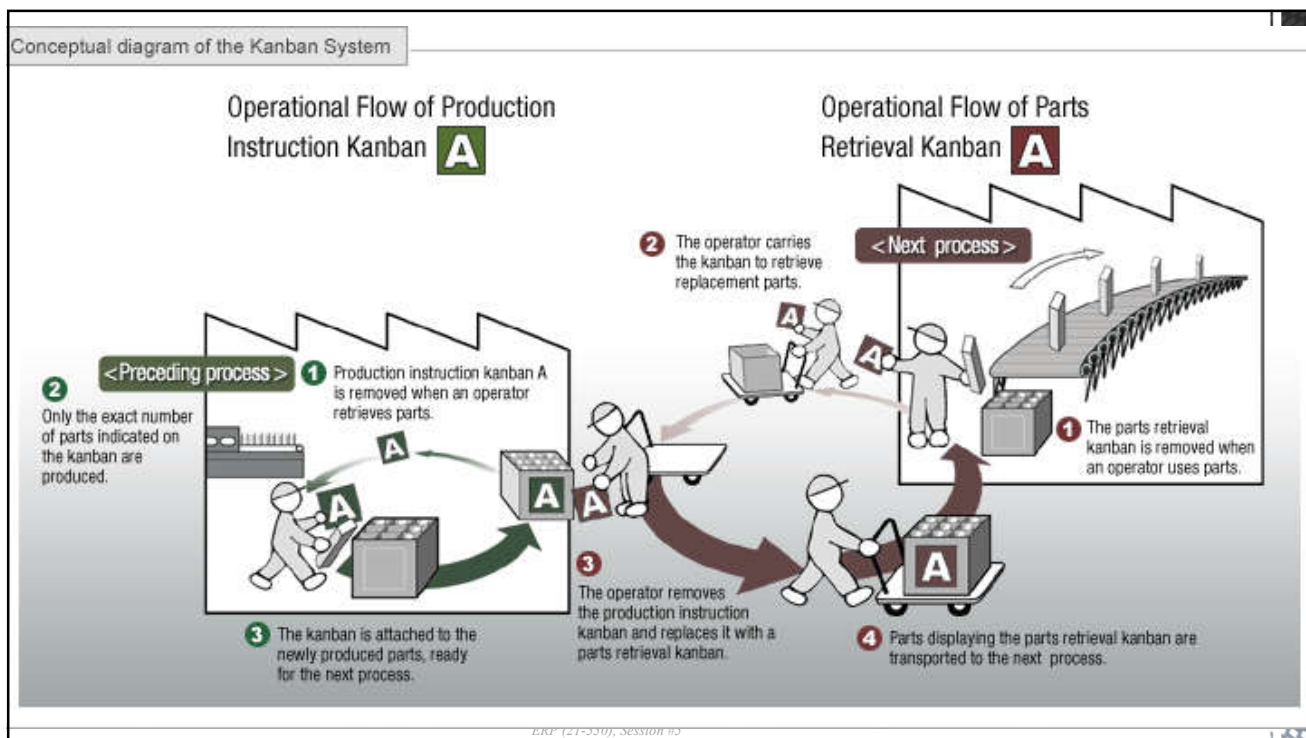 Conceptual diagram of the Kanban System
Operational Flow of Production
Instruction Kanban A
Operational Flow of Parts
Retrieval Kanban A
<Preceding process>
1 Production instruction kanban A
is removed when an operator
retrieves parts.
2
Only the exact number
of parts indicated on
the kanban are
produced.
A
A
A
A
3 The kanban is attached to the
newly produced parts, ready
for the next process.
<Next process>
1 The parts retrieval
kanban is removed when
an operator uses parts.
2 The operator carries
the kanban to retrieve
replacement parts.
A
A
3
The operator removes
the production instruction
kanban and replaces it with a
parts retrieval kanban.
A
4 Parts displaying the parts retrieval kanban are
transported to the next process.
ERP (21-550), Session #5